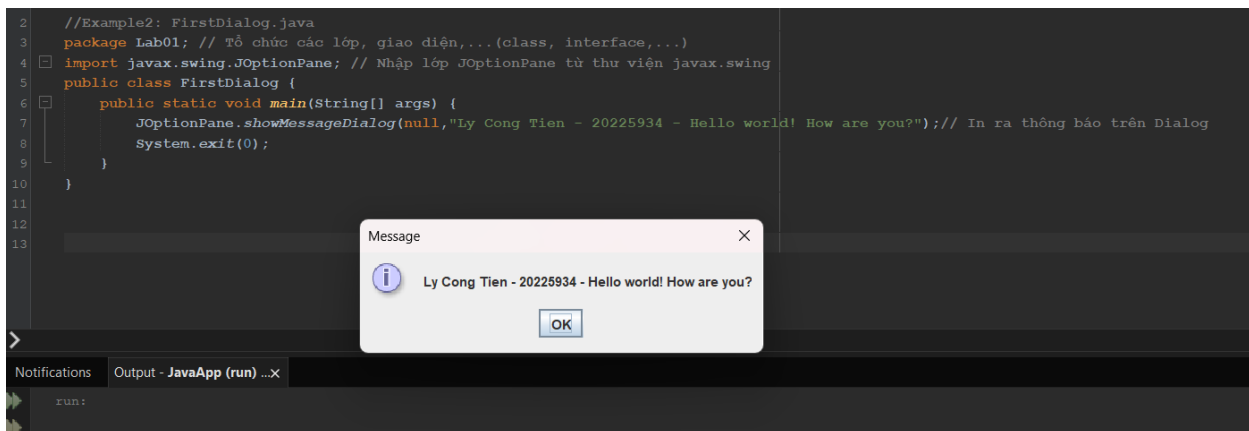 2 //Example2: FirstDialog.java
3 package Lab01; // Tổ chức các lớp, giao diện,...(class, interface,...)
4 import javax.swing.JOptionPane; // Nhập lớp JOptionPane từ thư viện javax.swing
5 public class FirstDialog {
6 public static void main(String[] args) {
7 JOptionPane.showMessageDialog(null,"Ly Cong Tien - 20225934 - Hello world! How are you?");// In ra thông báo trên Dialog
8 System.exit(0);
9 }
10 }
11
12
13
Message
Ly Cong Tien - 20225934 - Hello world! How are you?
OK
Notifications Output - JavaApp (run) ...x
run: